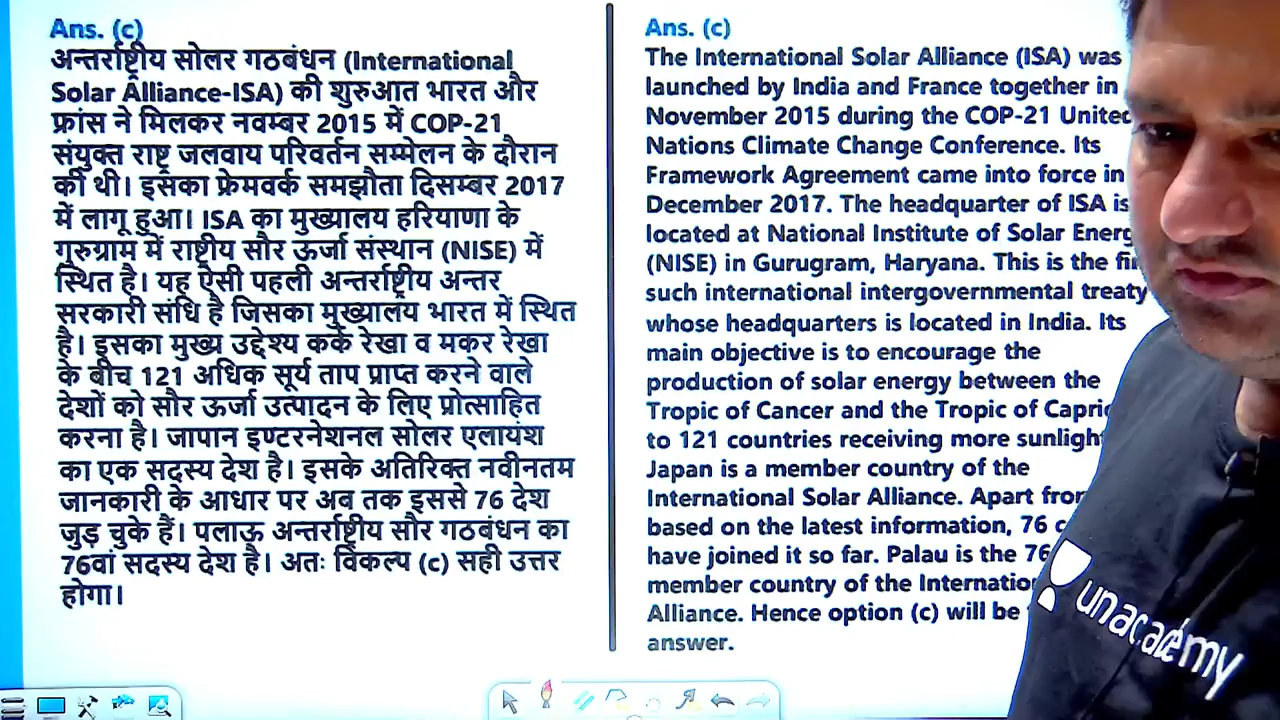 Ans. (c)
अन्तर्राष्ट्रीय सोलर गठबंधन (International
Solar Alliance-ISA) की शुरुआत भारत और
फ्रांस ने मिलकर नवम्बर 2015 में COP-21
संयुक्त राष्ट्र जलवाय परिवर्तन सम्मेलन के दौरान
की थी। इसका फ्रेमवर्क समझौता दिसम्बर 2017
में लागू हुआ। ISA का मुख्यालय हरियाणा के
गुरुग्राम में राष्ट्रीय सौर ऊर्जा संस्थान (NISE) में
स्थित है। यह ऐसी पहली अन्तर्राष्ट्रीय अन्तर
सरकारी संधि है जिसका मुख्यालय भारत में स्थित
है। इसका मुख्य उद्देश्य कर्क रेखा व मकर रेखा
के बीच 121 अधिक सूर्य ताप प्राप्त करने वाले
देशों को सौर ऊर्जा उत्पादन के लिए प्रोत्साहित
करना है। जापान इण्टरनेशनल सोलर एलायंश
का एक सदस्य देश है। इसके अतिरिक्त नवीनतम
जानकारी के आधार पर अब तक इससे 76 देश
जुड़ चुके हैं। पलाऊ अन्तर्राष्ट्रीय सौर गठबंधन का
76वां सदस्य देश है। अतः विकल्प (c) सही उत्तर
होगा।
Ans. (c)
The International Solar Alliance (ISA) was
launched by India and France together in
November 2015 during the COP-21
Nations Climate Change Conference. Its
Framework Agreement came into force in
December 2017. The headquarter of ISA is
located at National Institute of Solar
(NISE) in Gurugram, Haryana. This is the
such international intergovernmental treaty
whose headquarters is located in India. Its
main objective is to encourage the
production of solar energy between the
Tropic of Cancer and the Tropic of
to 121 countries receiving more sunlight
Japan is a member country of the
International Solar Alliance. Apart
based on the latest information, 76
have joined it so far. Palau is the
member country of the
Alliance. Hence option (c) will be
answer.
unacademy